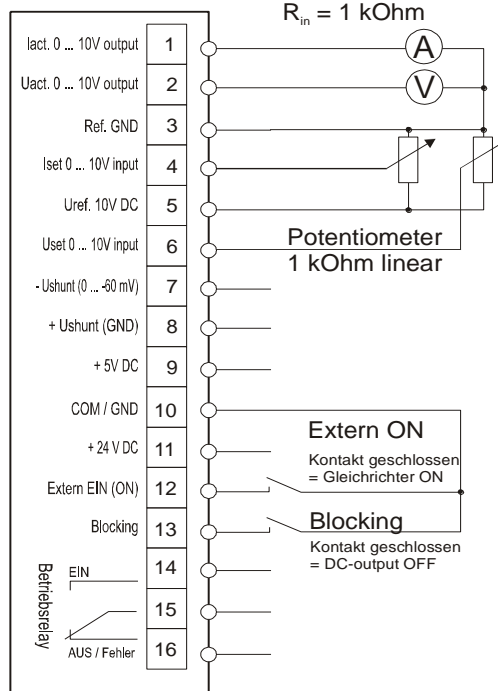 R_in = 1 kOhm
Iact. 0 ... 10V output 1
A
Uact. 0 ... 10V output 2
V
Ref. GND 3
Iset 0 ... 10V input 4
Uref. 10V DC 5
Uset 0 ... 10V input 6
Potentiometer
1 kOhm linear
- Ushunt (0 ... -60 mV) 7
+ Ushunt (GND) 8
+ 5V DC 9
COM / GND 10
+ 24 V DC 11
Extern EIN (ON) 12
Blocking 13
Extern ON
Kontakt geschlossen
= Gleichrichter ON
Blocking
Kontakt geschlossen
= DC-output OFF
Betriebsrelay
EIN
14
15
AUS / Fehler
16